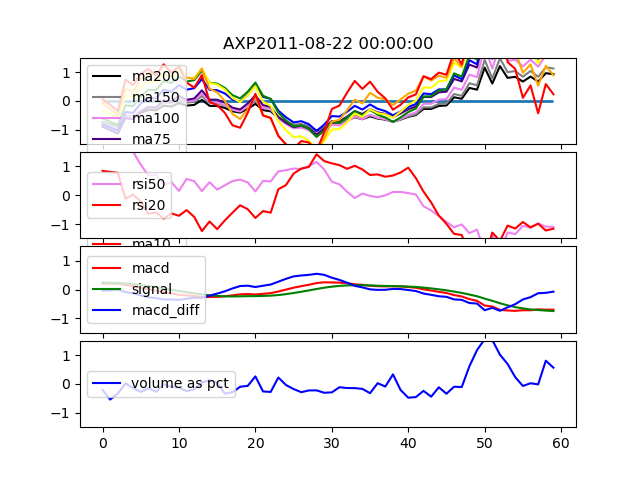 AXP2011-08-22 00:00:00
1
0
−1
ma200
ma150
ma100
ma75
1
0
−1
rsi50
rsi20
ma10
1
0
−1
macd
signal
macd_diff
1
0
−1
volume as pct
0 10 20 30 40 50 60